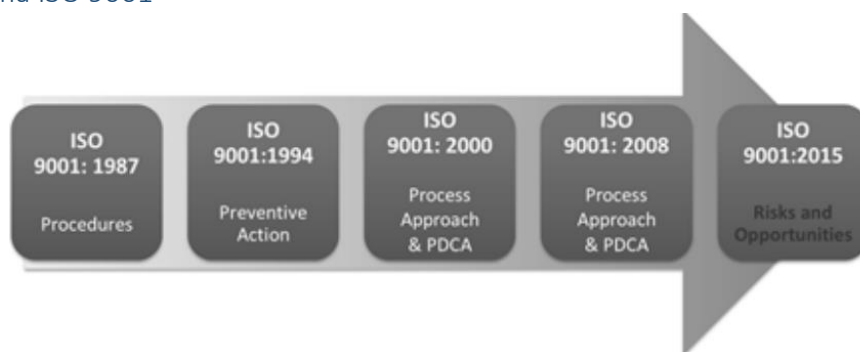 ISO
9001: 1987
Procedures
ISO
9001:1994
Preventive
Action
ISO
9001: 2000
Process
Approach
& PDCA
ISO
9001: 2008
Process
Approach
& PDCA
ISO
9001:2015
Risks and
Opportunities